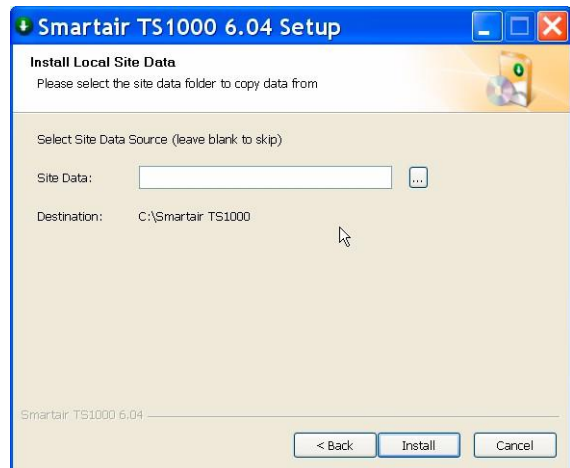 Smartair TS1000 6.04 Setup
Install Local Site Data
Please select the site data folder to copy data from
Select Site Data Source (leave blank to skip)
Site Data:
...
Destination: C:\Smartair TS1000
Smartair TS1000 6.04
< Back Install Cancel